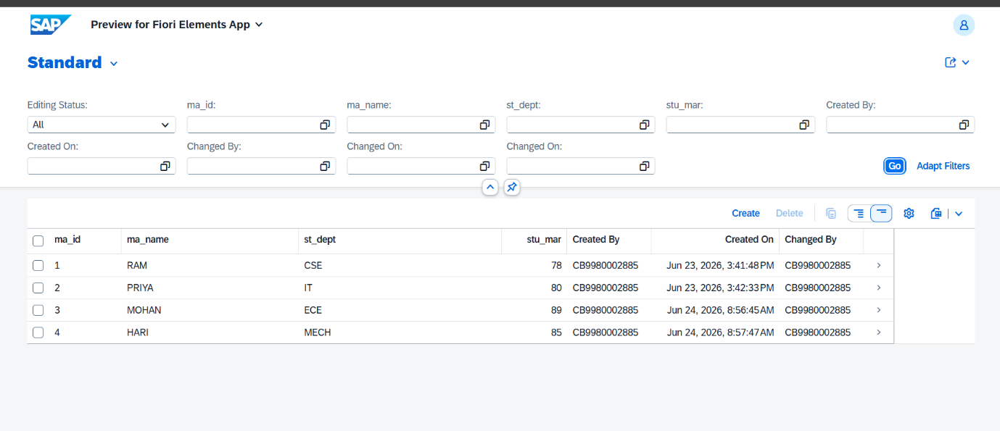 SAP Preview for Fiori Elements App
Standard
Editing Status: ma_id: ma_name: st_dept: stu_mar: Created By:
All
Created On: Changed By: Changed On: Changed On:
Go Adapt Filters
Create Delete
ma_id ma_name st_dept stu_mar Created By Created On Changed By
1 RAM CSE 78 CB9980002885 Jun 23, 2026, 3:41:48 PM CB9980002885
2 PRIYA IT 80 CB9980002885 Jun 23, 2026, 3:42:33 PM CB9980002885
3 MOHAN ECE 89 CB9980002885 Jun 24, 2026, 8:56:45 AM CB9980002885
4 HARI MECH 85 CB9980002885 Jun 24, 2026, 8:57:47 AM CB9980002885